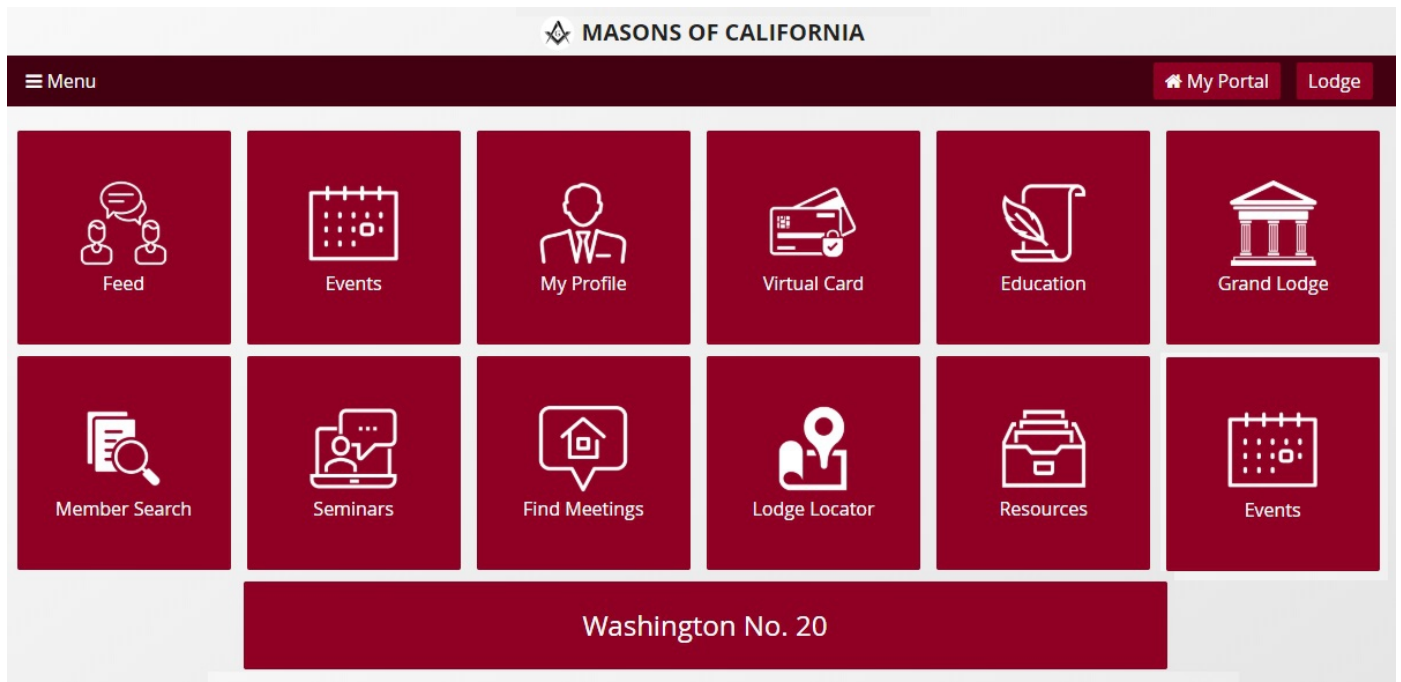 MASONS OF CALIFORNIA
Menu
My Portal
Lodge
Feed
Events
My Profile
Virtual Card
Education
Grand Lodge
Member Search
Seminars
Find Meetings
Lodge Locator
Resources
Events
Washington No. 20